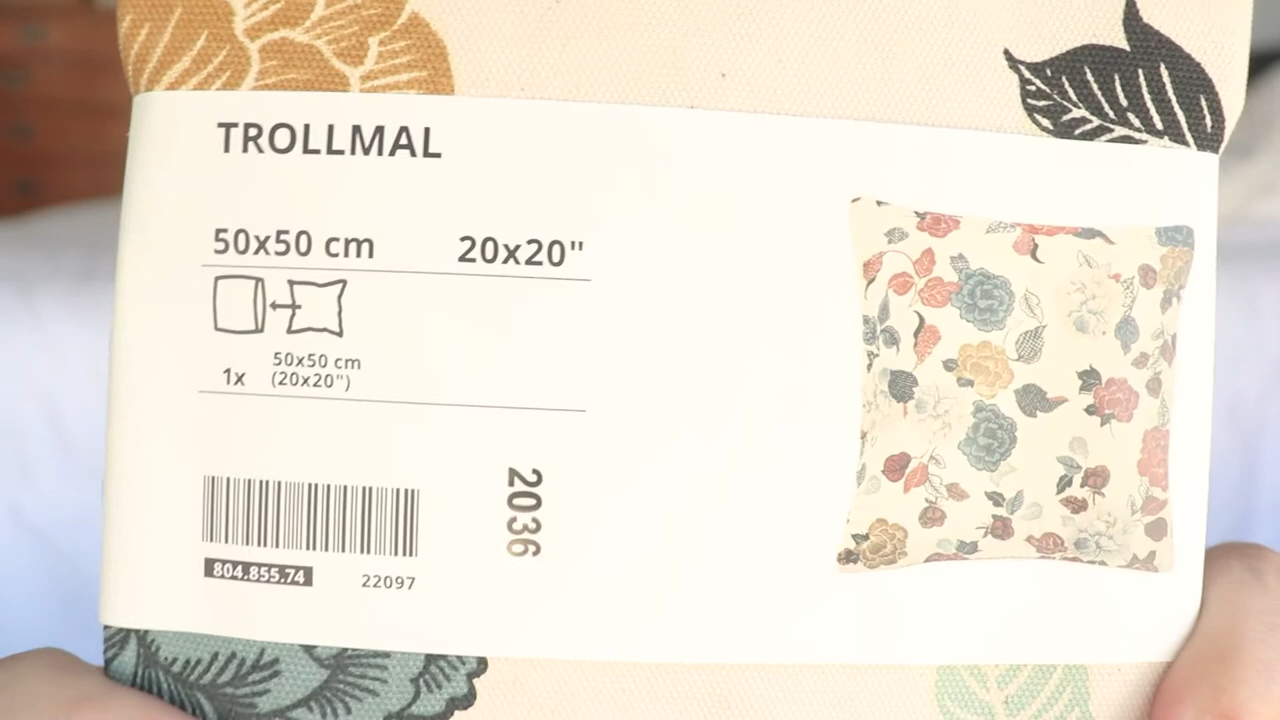 TROLLMAL
50x50 cm 20x20"
50x50 cm
1x (20x20")
2036
804.855.74 22097